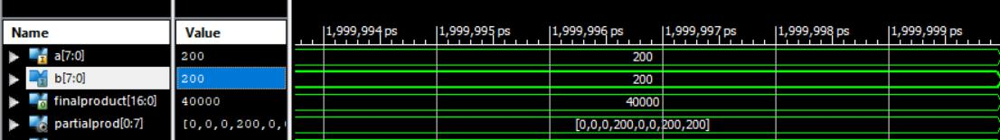 Name Value 1,999,994 ps 1,999,995 ps 1,999,996 ps 1,999,997 ps 1,999,998 ps 1,999,999 ps
a[7:0] 200 200
b[7:0] 200 200
finalproduct[16:0] 40000 40000
partialprod[0:7] [0,0,0,200,0, [0,0,0,200,0,0,200,200]